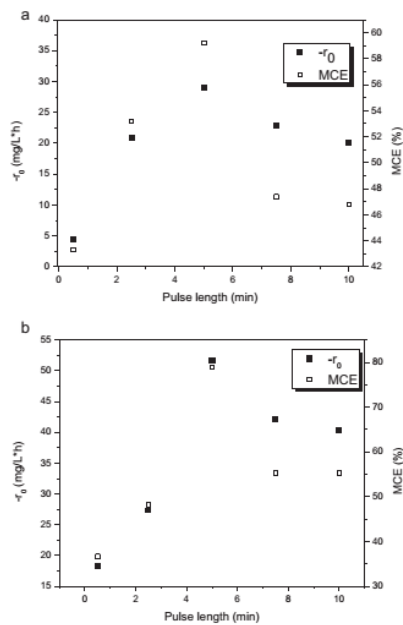 a
40
35
30
25
20
15
10
5
0
60
58
56
54
52
50
48
46
44
42
-r0
MCE
-r0 (mg/L*h)
MCE (%)
0 2 4 6 8 10
Pulse length (min)
b
55
50
45
40
35
30
25
20
15
80
70
60
50
40
30
-r0
MCE
-r0 (mg/L*h)
MCE (%)
0 2 4 6 8 10
Pulse length (min)